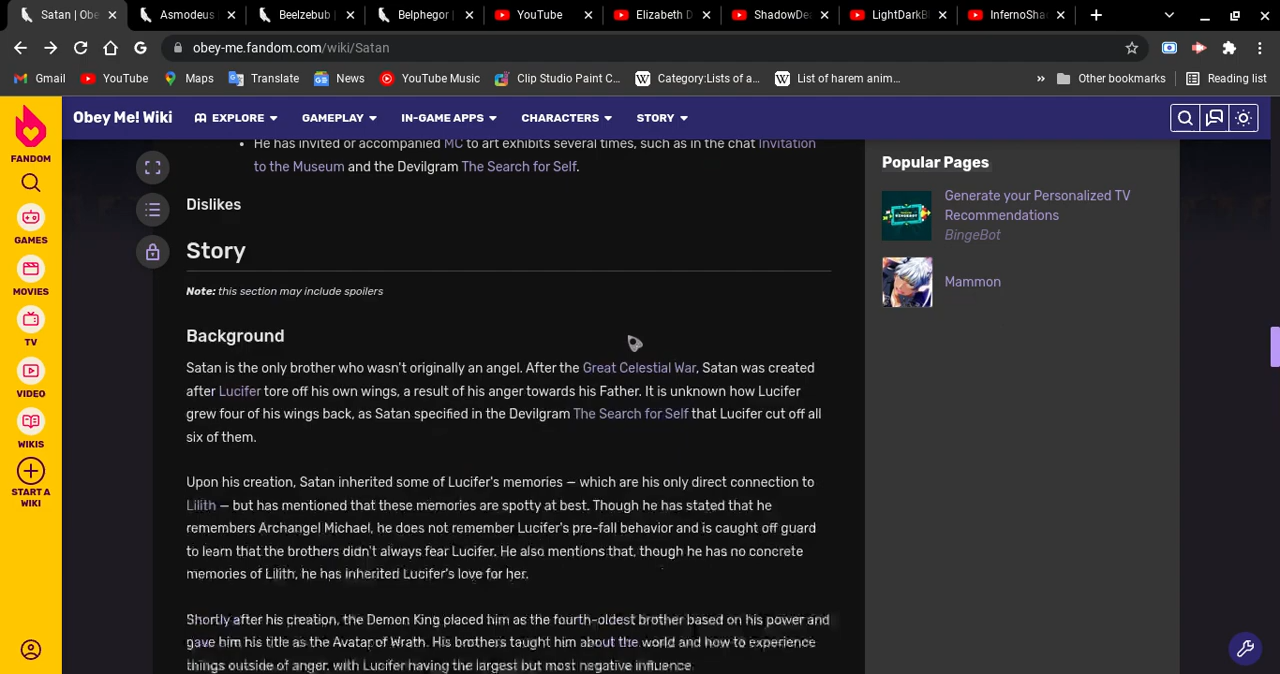 Satan | Obe
Asmodeus
Beelzebub
Belphegor |
YouTube
Elizabeth D
ShadowDea
LightDarkBl
InfernoSha
obey-me.fandom.com/wiki/Satan
Gmail
YouTube
Maps
Translate
News
YouTube Music
Clip Studio Paint C...
Category:Lists of a...
List of harem anim...
»
Other bookmarks
Reading list
Obey Me! Wiki
EXPLORE
GAMEPLAY
IN-GAME APPS
CHARACTERS
STORY
FANDOM
GAMES
MOVIES
TV
VIDEO
WIKIS
START A
WIKI
• He has invited or accompanied MC to art exhibits several times, such as in the chat Invitation
to the Museum and the Devilgram The Search for Self.
Dislikes
Story
Note: this section may include spoilers
Background
Satan is the only brother who wasn't originally an angel. After the Great Celestial War, Satan was created
after Lucifer tore off his own wings, a result of his anger towards his Father. It is unknown how Lucifer
grew four of his wings back, as Satan specified in the Devilgram The Search for Self that Lucifer cut off all
six of them.
Upon his creation, Satan inherited some of Lucifer's memories — which are his only direct connection to
Lilith — but has mentioned that these memories are spotty at best. Though he has stated that he
remembers Archangel Michael, he does not remember Lucifer's pre-fall behavior and is caught off guard
to learn that the brothers didn't always fear Lucifer. He also mentions that, though he has no concrete
memories of Lilith, he has inherited Lucifer's love for her.
Shortly after his creation, the Demon King placed him as the fourth-oldest brother based on his power and
gave him his title as the Avatar of Wrath. His brothers taught him about the world and how to experience
things outside of anger, with Lucifer having the largest but most negative influence.
Popular Pages
Generate your Personalized TV
Recommendations
BingeBot
Mammon